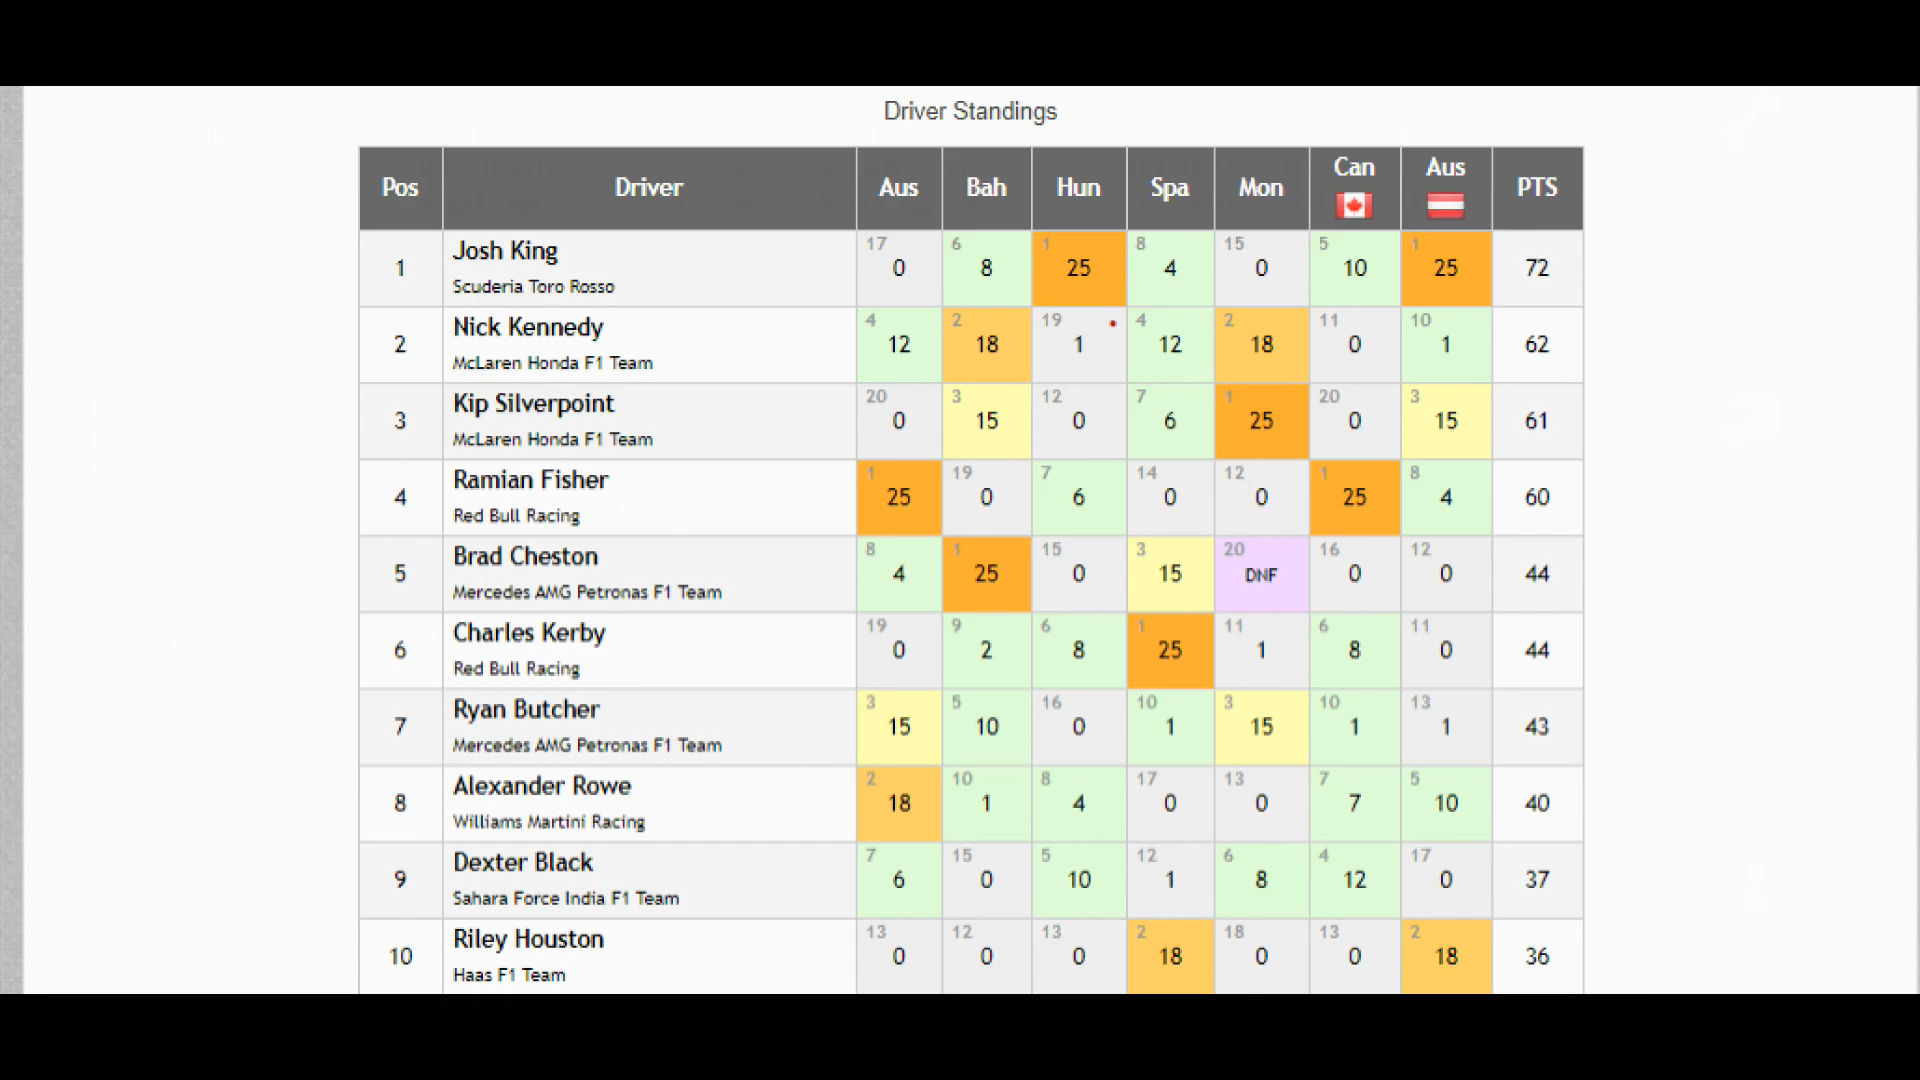 Driver Standings
Pos Driver Aus Bah Hun Spa Mon Can Aus PTS
1 Josh King Scuderia Toro Rosso 17 0 6 8 1 25 8 4 15 0 5 10 1 25 72
2 Nick Kennedy McLaren Honda F1 Team 4 12 2 18 19 1 4 12 2 18 11 0 10 1 62
3 Kip Silverpoint McLaren Honda F1 Team 20 0 3 15 12 0 7 6 1 25 20 0 3 15 61
4 Ramian Fisher Red Bull Racing 1 25 19 0 7 6 14 0 12 0 1 25 8 4 60
5 Brad Cheston Mercedes AMG Petronas F1 Team 8 4 1 25 15 0 3 15 20 DNF 16 0 12 0 44
6 Charles Kerby Red Bull Racing 19 0 9 2 6 8 1 25 11 1 6 8 11 0 44
7 Ryan Butcher Mercedes AMG Petronas F1 Team 3 15 5 10 16 0 10 1 3 15 10 1 13 1 43
8 Alexander Rowe Williams Martini Racing 2 18 10 1 8 4 17 0 13 0 7 7 5 10 40
9 Dexter Black Sahara Force India F1 Team 7 6 15 0 5 10 12 1 6 8 4 12 17 0 37
10 Riley Houston Haas F1 Team 13 0 12 0 13 0 2 18 18 0 13 0 2 18 36